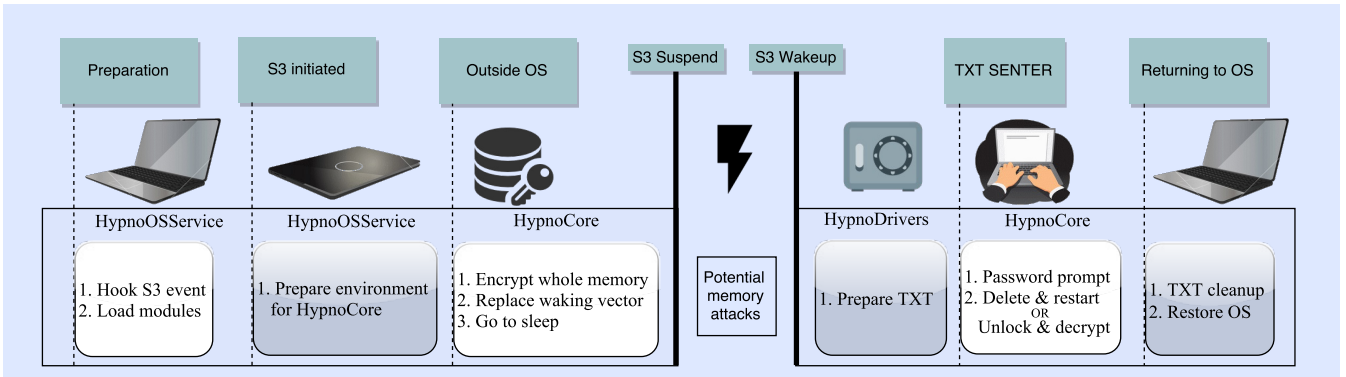 Preparation
S3 initiated
Outside OS
S3 Suspend
S3 Wakeup
TXT SENTER
Returning to OS
HypnoOSService
HypnoOSService
HypnoCore
HypnoDrivers
HypnoCore
1. Hook S3 event
2. Load modules
1. Prepare environment
for HypnoCore
1. Encrypt whole memory
2. Replace waking vector
3. Go to sleep
Potential
memory
attacks
1. Prepare TXT
1. Password prompt
2. Delete & restart
OR
Unlock & decrypt
1. TXT cleanup
2. Restore OS